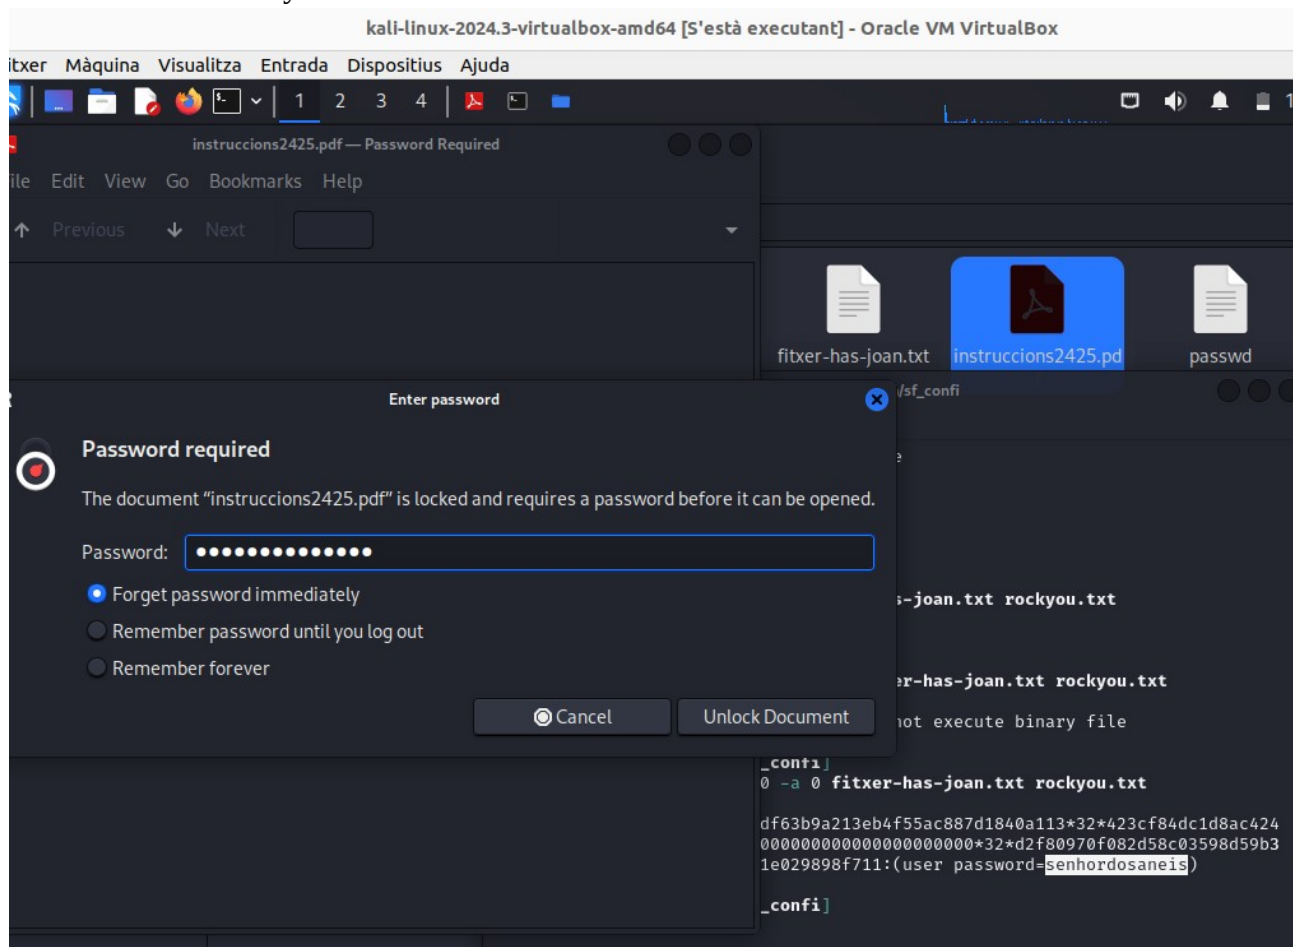 kali-linux-2024.3-virtualbox-amd64 [S'està executant] - Oracle VM VirtualBox
itxer Màquina Visualitza Entrada Dispositius Ajuda
1 2 3 4
instruccions2425.pdf — Password Required
ile Edit View Go Bookmarks Help
Previous Next
fitxer-has-joan.txt instruccions2425.pd passwd
/sf_confi
Enter password
Password required
The document “instruccions2425.pdf” is locked and requires a password before it can be opened.
Password: ●●●●●●●●●●●●●●
Forget password immediately
Remember password until you log out
Remember forever
Cancel Unlock Document
s-joan.txt rockyou.txt
er-has-joan.txt rockyou.txt
not execute binary file
_confi]
0 -a 0 fitxer-has-joan.txt rockyou.txt
df63b9a213eb4f55ac887d1840a113*32*423cf84dc1d8ac424
000000000000000000000*32*d2f80970f082d58c03598d59b3
1e029898f711:(user password=senhordosaneis)
_confi]